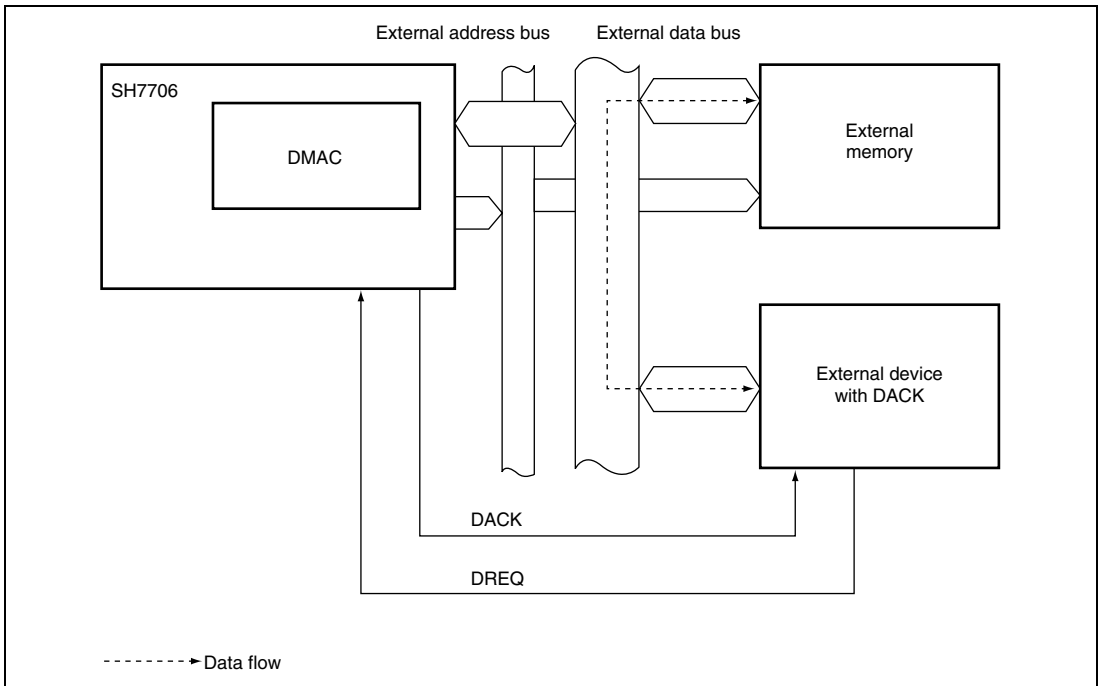 External address bus
External data bus
SH7706
DMAC
External
memory
External device
with DACK
DACK
DREQ
Data flow